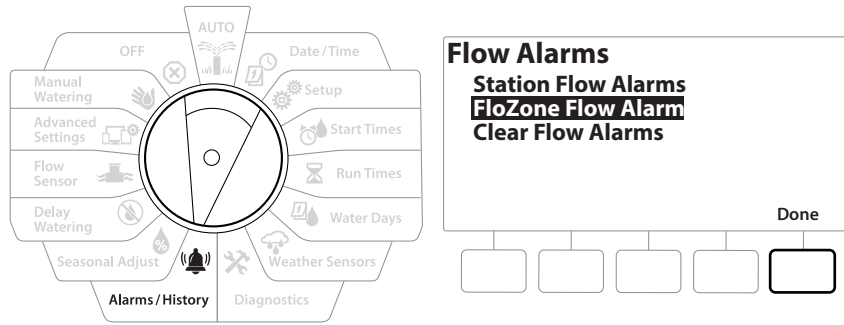 AUTO
Date/Time
Setup
Start Times
Run Times
Water Days
Weather Sensors
Diagnostics
Alarms/History
Seasonal Adjust
Delay
Watering
Flow
Sensor
Advanced
Settings
Manual
Watering
OFF
%
Flow Alarms
Station Flow Alarms
FloZone Flow Alarm
Clear Flow Alarms
Done